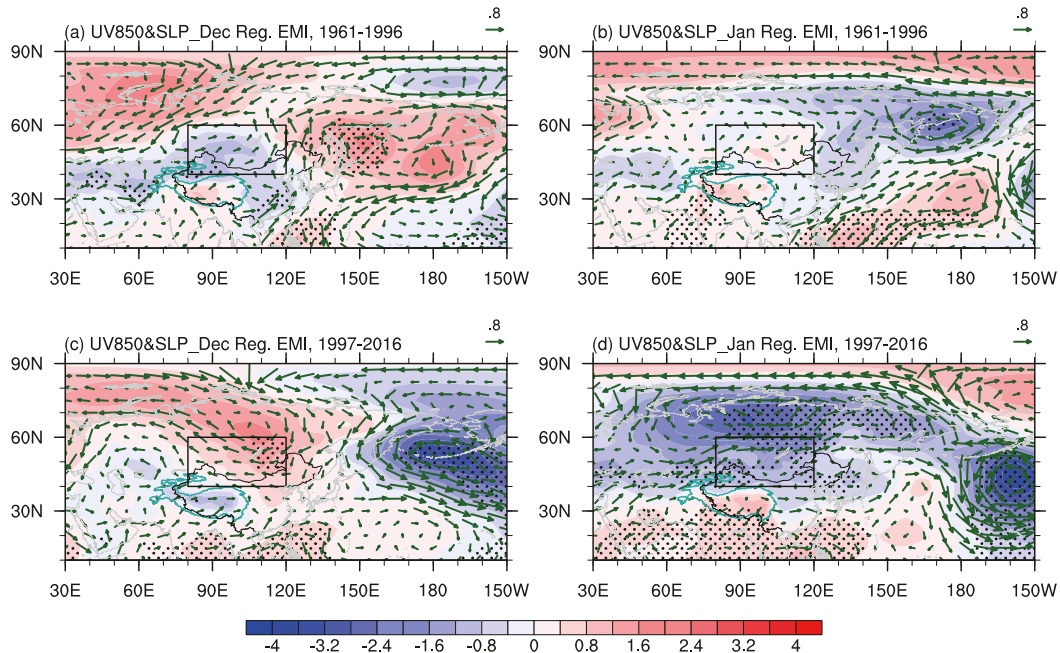 .8 .8
(a) UV850&SLP_Dec Reg. EMI, 1961-1996 (b) UV850&SLP_Jan Reg. EMI, 1961-1996
90N 90N
60N 60N
30N 30N
30E 60E 90E 120E 150E 180 150W 30E 60E 90E 120E 150E 180 150W
.8 .8
(c) UV850&SLP_Dec Reg. EMI, 1997-2016 (d) UV850&SLP_Jan Reg. EMI, 1997-2016
90N 90N
60N 60N
30N 30N
30E 60E 90E 120E 150E 180 150W 30E 60E 90E 120E 150E 180 150W
-4 -3.2 -2.4 -1.6 -0.8 0 0.8 1.6 2.4 3.2 4